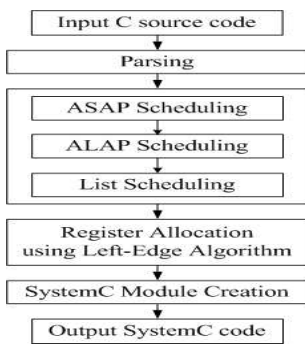 Input C source code
Parsing
ASAP Scheduling
ALAP Scheduling
List Scheduling
Register Allocation
using Left-Edge Algorithm
SystemC Module Creation
Output SystemC code